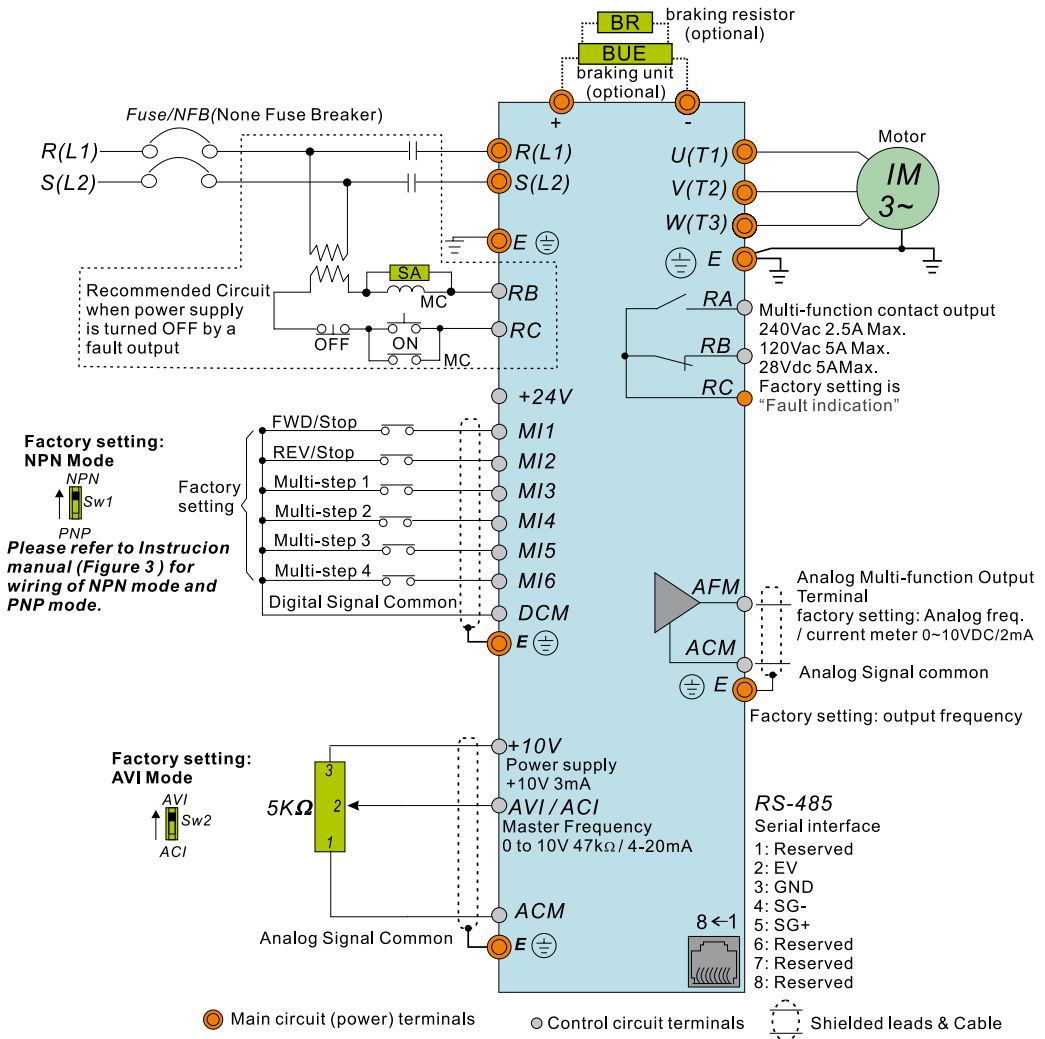 BR
braking resistor
(optional)
BUE
braking unit
(optional)
+
-
Fuse/NFB(None Fuse Breaker)
R(L1)
S(L2)
R(L1)
S(L2)
E
U(T1)
V(T2)
W(T3)
E
Motor
IM
3~
Recommended Circuit
when power supply
is turned OFF by a
fault output
SA
MC
OFF
ON
MC
RB
RC
RA
RB
RC
Multi-function contact output
240Vac 2.5A Max.
120Vac 5A Max.
28Vdc 5AMax.
Factory setting is
“Fault indication”
+24V
Factory setting:
NPN Mode
NPN
Sw1
PNP
Please refer to Instrucion
manual (Figure 3 ) for
wiring of NPN mode and
PNP mode.
Factory
setting
FWD/Stop
MI1
REV/Stop
MI2
Multi-step 1
MI3
Multi-step 2
MI4
Multi-step 3
MI5
Multi-step 4
MI6
Digital Signal Common
DCM
E
AFM
ACM
E
Analog Multi-function Output
Terminal
factory setting: Analog freq.
/ current meter 0~10VDC/2mA
Analog Signal common
Factory setting: output frequency
Factory setting:
AVI Mode
AVI
Sw2
ACI
5KΩ
3
2
1
+10V
Power supply
+10V 3mA
AVI/ACI
Master Frequency
0 to 10V 47kΩ/ 4-20mA
ACM
Analog Signal Common
E
RS-485
Serial interface
1: Reserved
2: EV
3: GND
4: SG-
5: SG+
6: Reserved
7: Reserved
8: Reserved
8←1
Main circuit (power) terminals
Control circuit terminals
Shielded leads & Cable